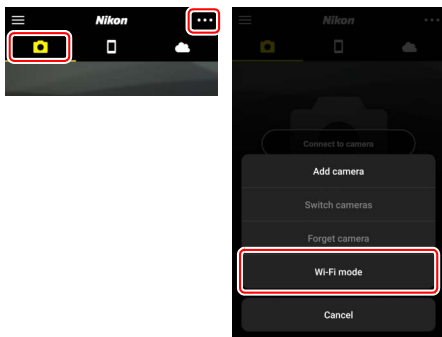 Nikon
Nikon
Connect to camera
Add camera
Switch cameras
Forget camera
Wi-Fi mode
Cancel